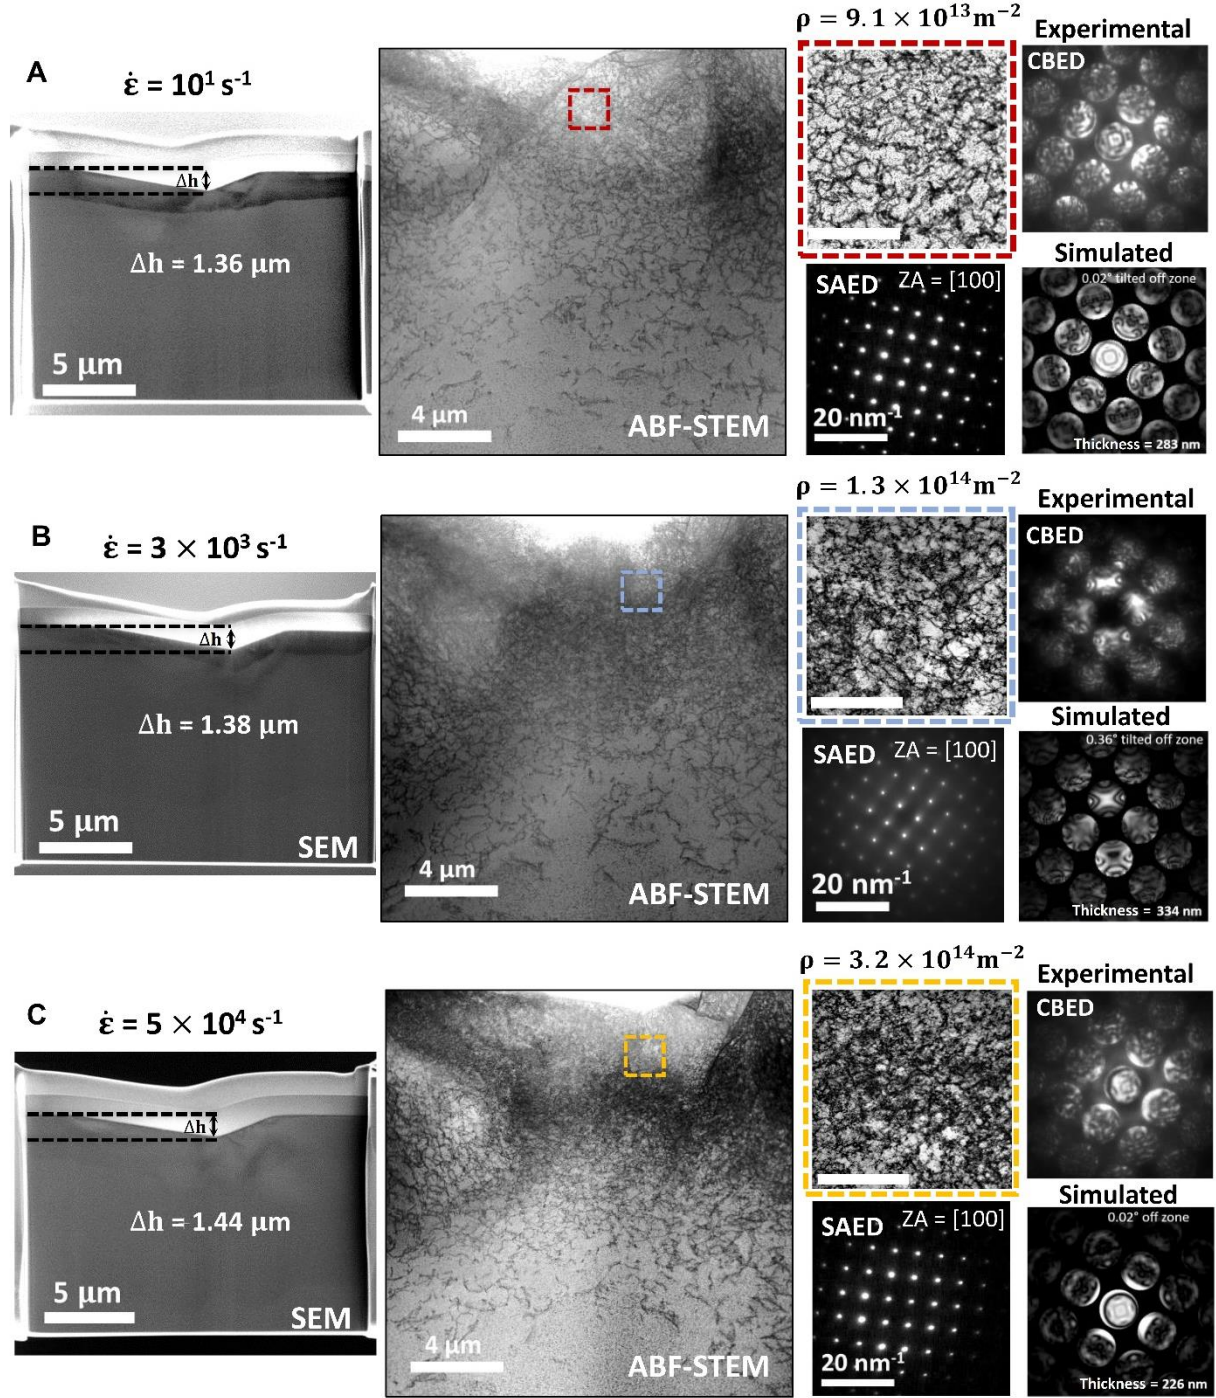 A
ε̇ = 10¹ s⁻¹
Δh
Δh = 1.36 μm
5 μm
4 μm
ABF-STEM
ρ = 9.1 × 10¹³ m⁻²
SAED ZA = [100]
20 nm⁻¹
Experimental
CBED
Simulated
0.02° tilted off zone
Thickness = 283 nm
B
ε̇ = 3 × 10³ s⁻¹
Δh
Δh = 1.38 μm
5 μm
SEM
4 μm
ABF-STEM
ρ = 1.3 × 10¹⁴ m⁻²
SAED ZA = [100]
20 nm⁻¹
Experimental
CBED
Simulated
0.36° tilted off zone
Thickness = 334 nm
C
ε̇ = 5 × 10⁴ s⁻¹
Δh
Δh = 1.44 μm
5 μm
SEM
4 μm
ABF-STEM
ρ = 3.2 × 10¹⁴ m⁻²
SAED ZA = [100]
20 nm⁻¹
Experimental
CBED
Simulated
0.02° off zone
Thickness = 226 nm